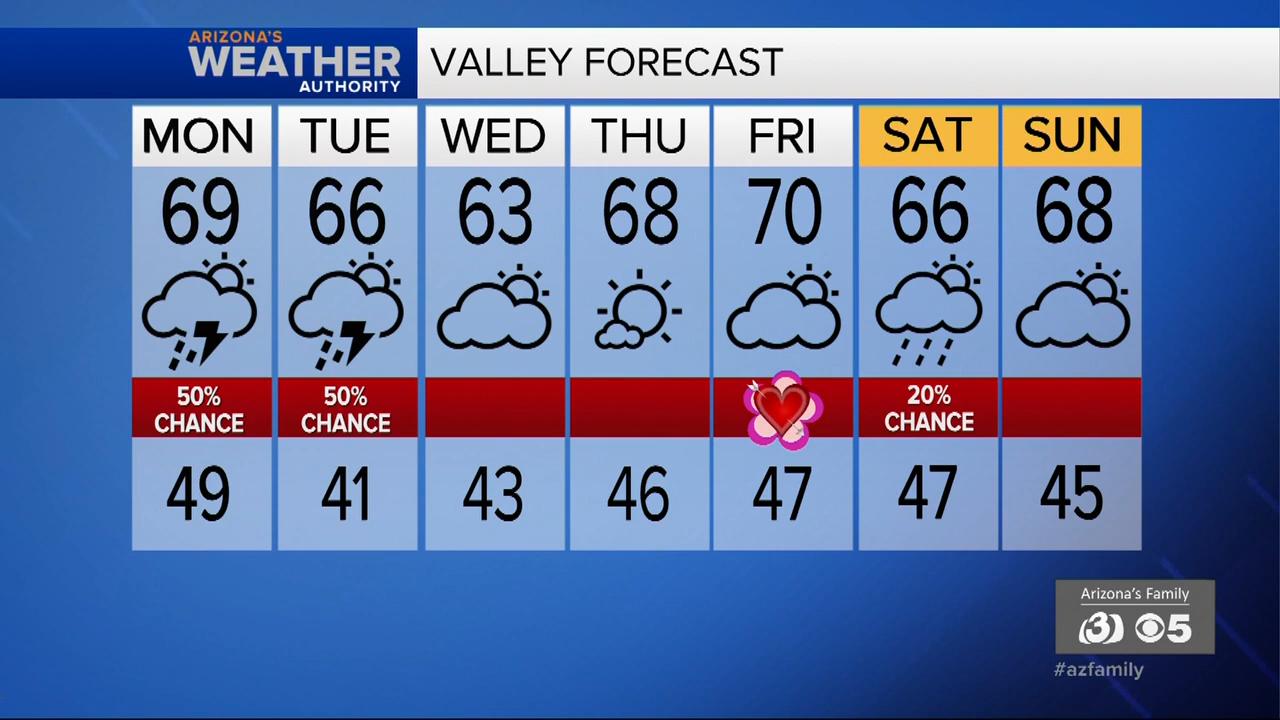 ARIZONA'S
WEATHER
AUTHORITY
VALLEY FORECAST
MON TUE WED THU FRI SAT SUN
69 66 63 68 70 66 68
50% 50% 20%
CHANCE CHANCE CHANCE
49 41 43 46 47 47 45
Arizona's Family
3 5
#azfamily